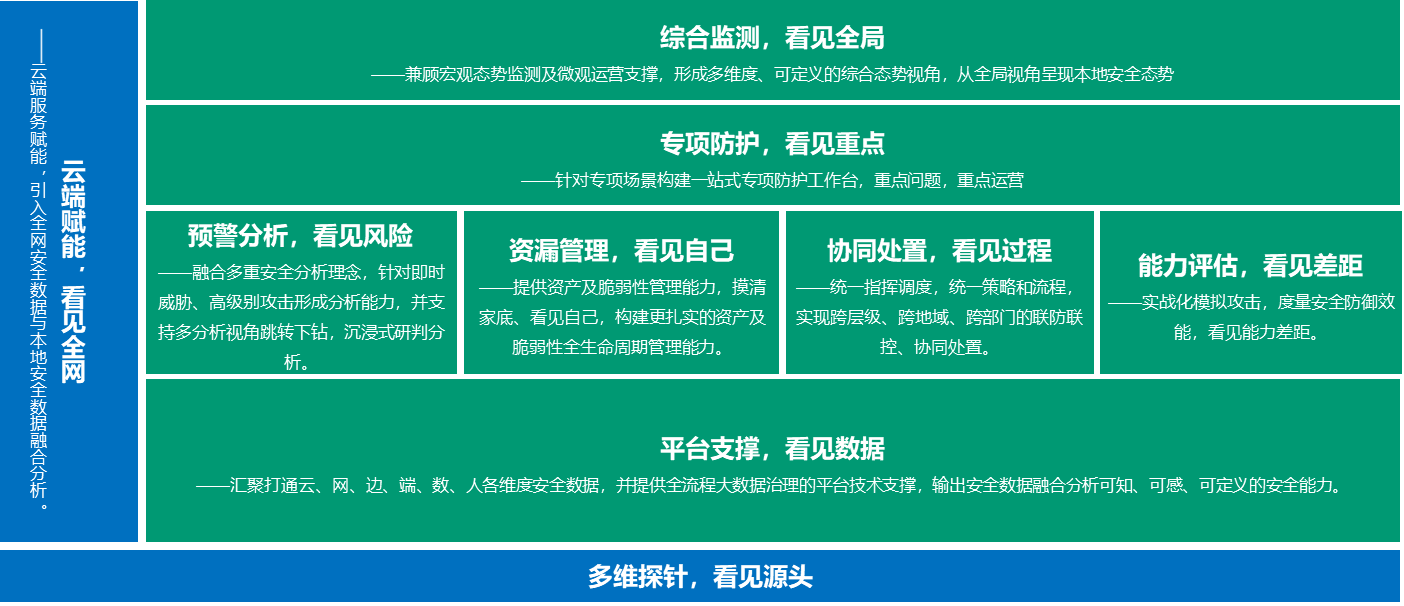 云端赋能，看见全网
——云端服务赋能，引入全网安全数据与本地安全数据融合分析。
综合监测，看见全局
——兼顾宏观态势监测及微观运营支撑，形成多维度、可定义的综合态势视角，从全局视角呈现本地安全态势
专项防护，看见重点
——针对专项场景构建一站式专项防护工作台，重点问题，重点运营
预警分析，看见风险
——融合多重安全分析理念，针对即时
威胁、高级别攻击形成分析能力，并支
持多分析视角跳转下钻，沉浸式研判分
析。
资漏管理，看见自己
——提供资产及脆弱性管理能力，摸清
家底、看见自己，构建更扎实的资产及
脆弱性全生命周期管理能力。
协同处置，看见过程
——统一指挥调度，统一策略和流程，
实现跨层级、跨地域、跨部门的联防联
控、协同处置。
能力评估，看见差距
——实战化模拟攻击，度量安全防御效
能，看见能力差距。
平台支撑，看见数据
——汇聚打通云、网、边、端、数、人各维度安全数据，并提供全流程大数据治理的平台技术支撑，输出安全数据融合分析可知、可感、可定义的安全能力。
多维探针，看见源头